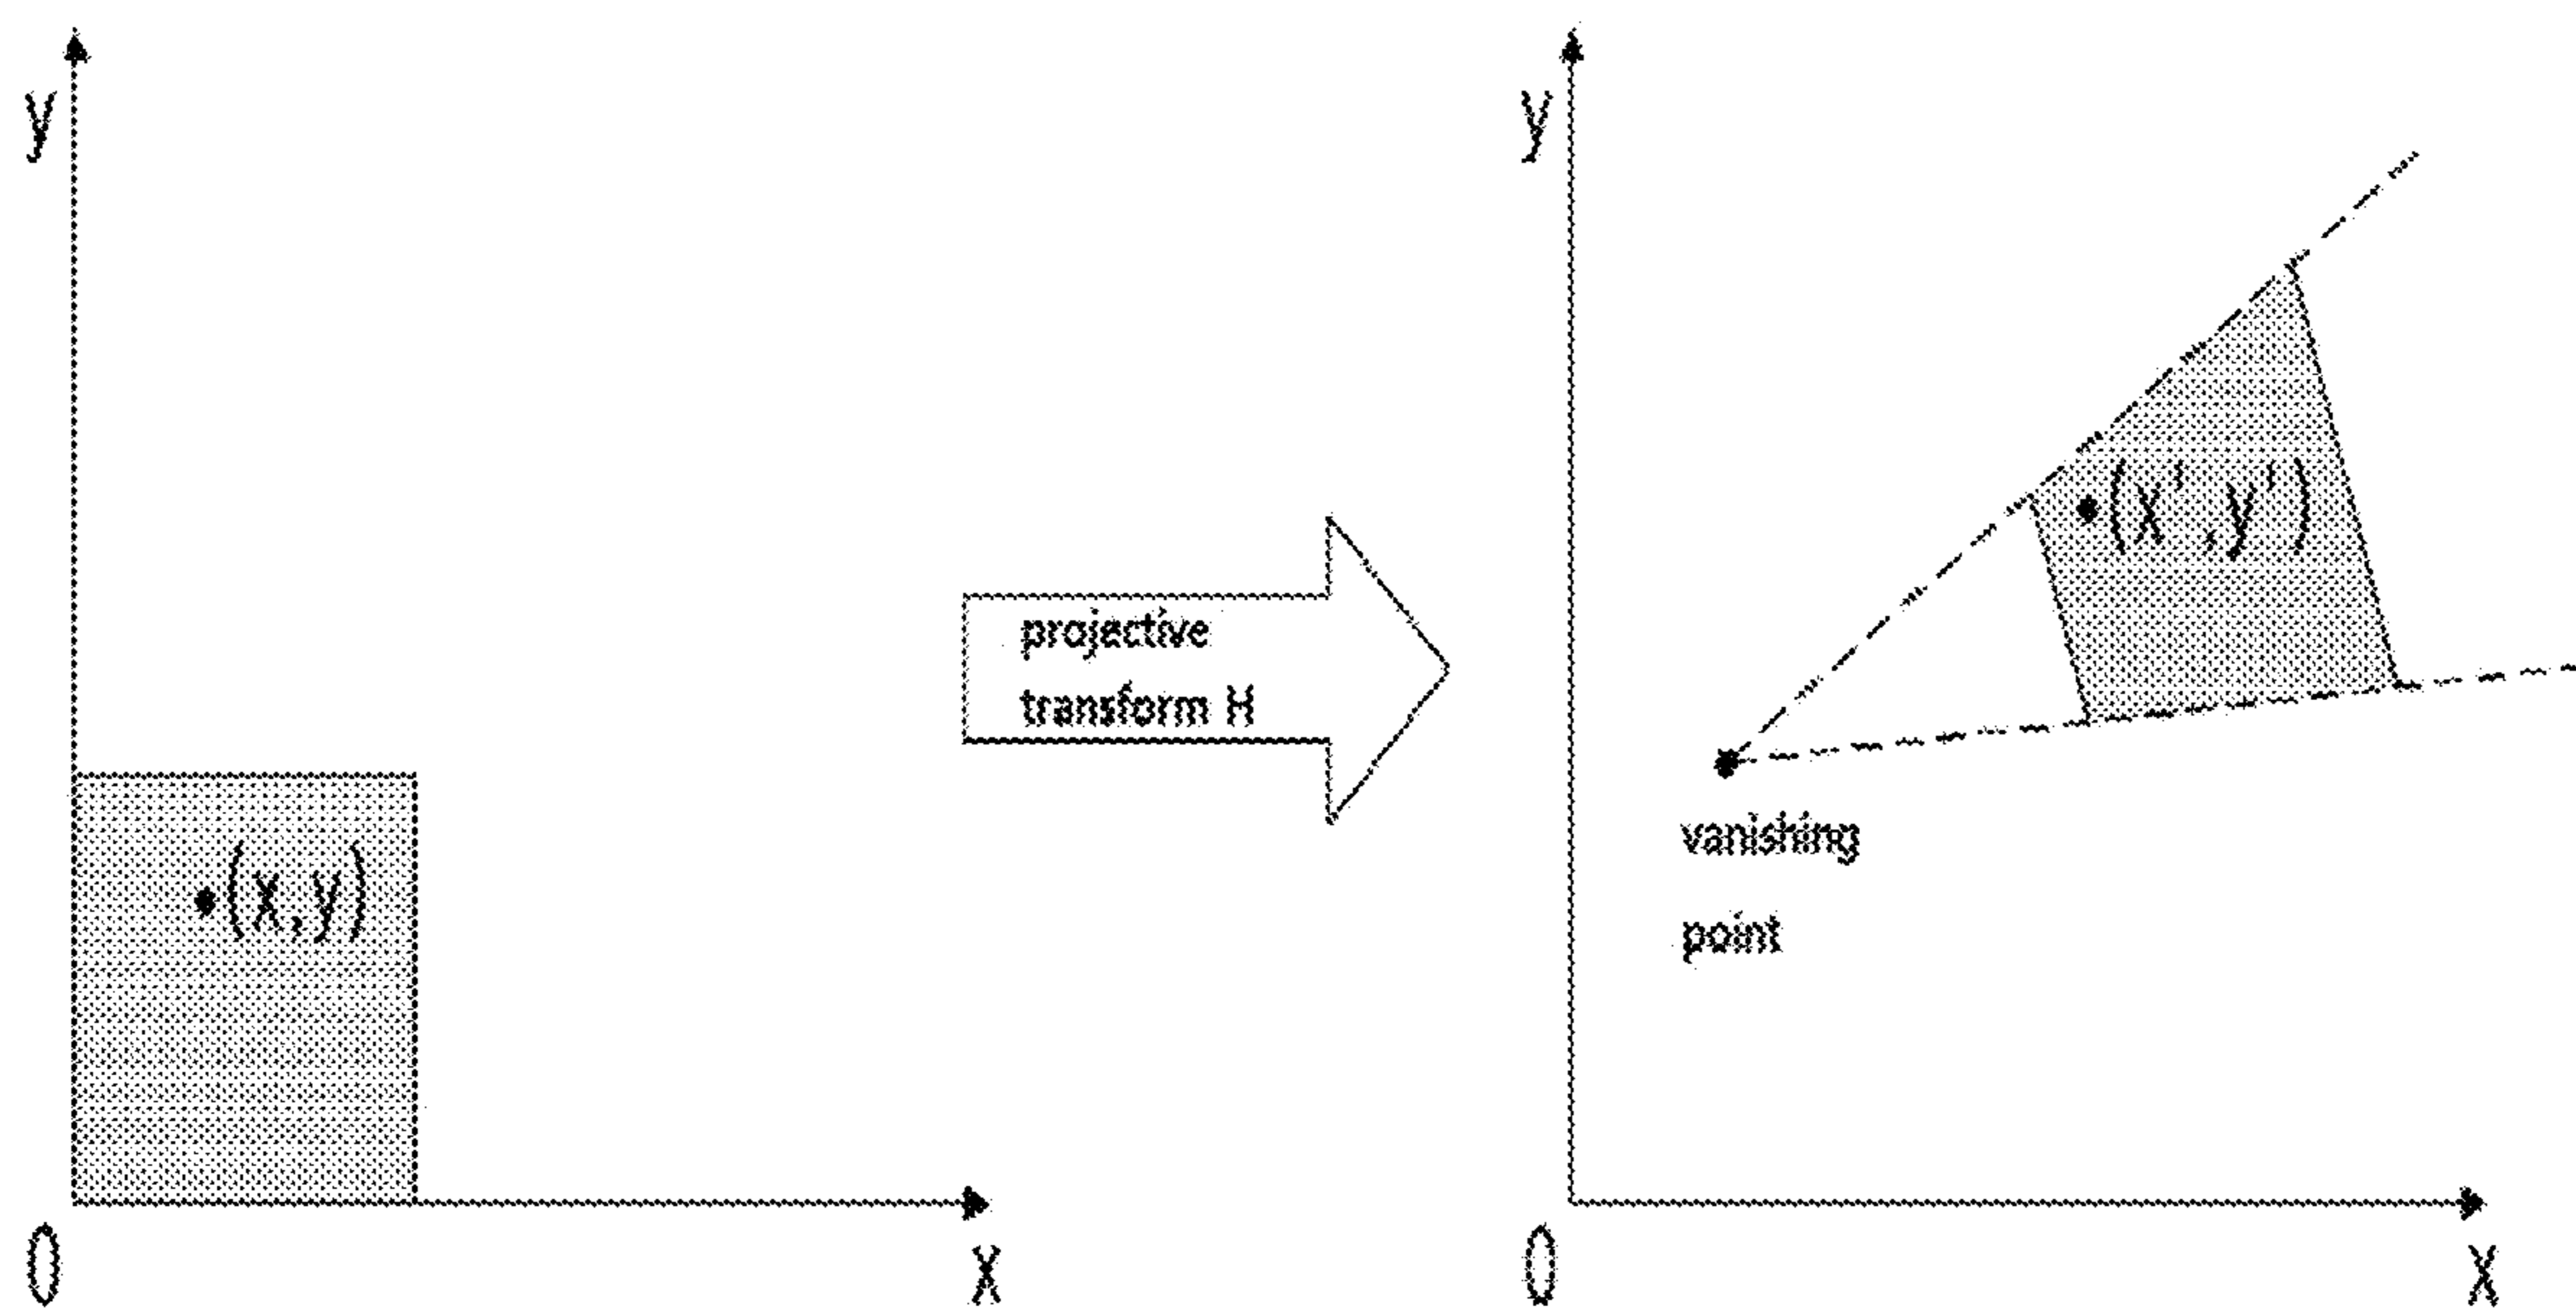 y
(x,y)
0
x
projective
transform H
y
(x',y')
vanishing
point
0
x